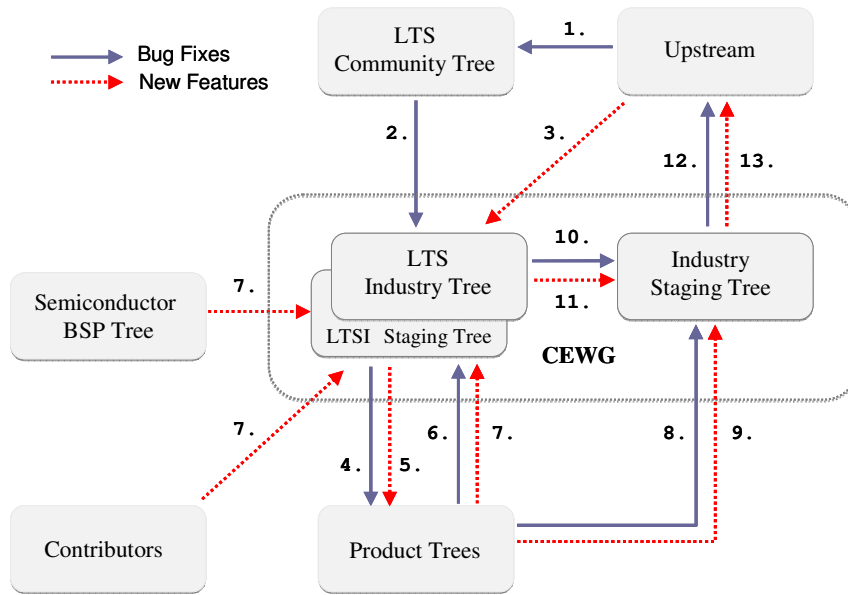 LTS
Community Tree
1.
Upstream
Bug Fixes
New Features
2.
3.
12.
13.
LTS
Industry Tree
10.
11.
Industry
Staging Tree
Semiconductor
BSP Tree
7.
LTSI Staging Tree
CEWG
7.
4.
5.
6.
7.
8.
9.
Contributors
Product Trees